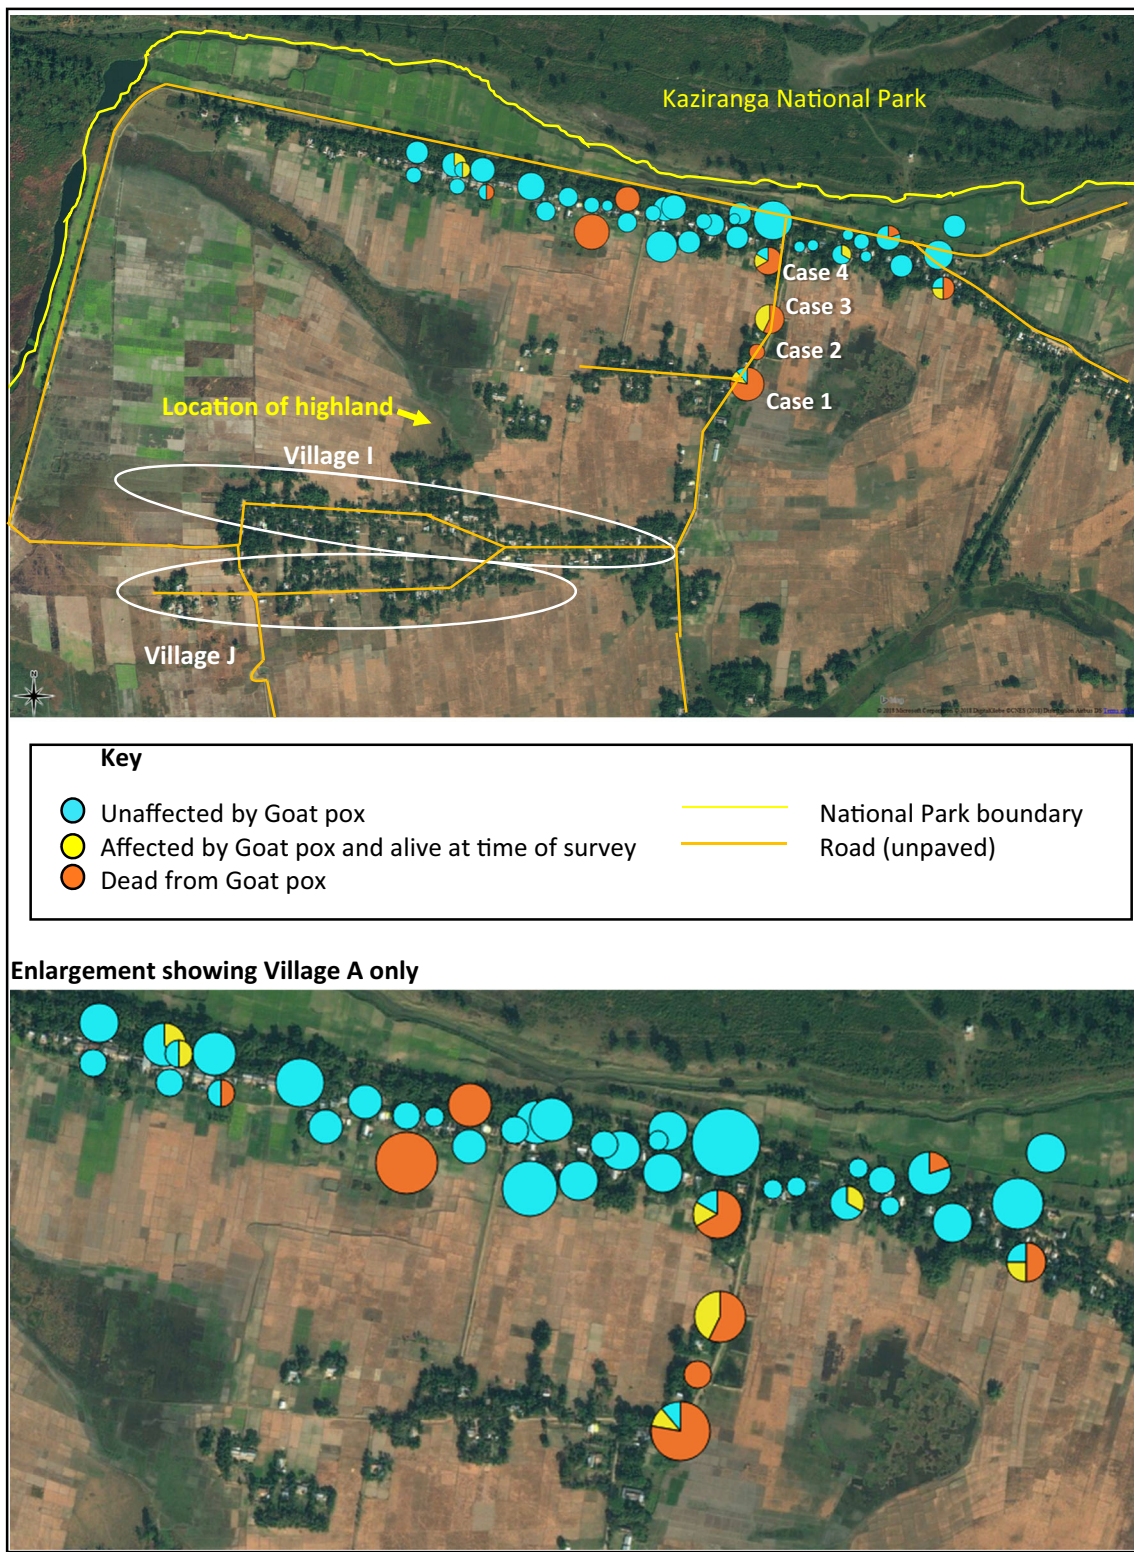 Kaziranga National Park
Case 4
Case 3
Case 2
Case 1
Location of highland
Village I
Village J
N
Key
Unaffected by Goat pox
Affected by Goat pox and alive at time of survey
Dead from Goat pox
National Park boundary
Road (unpaved)
Enlargement showing Village A only